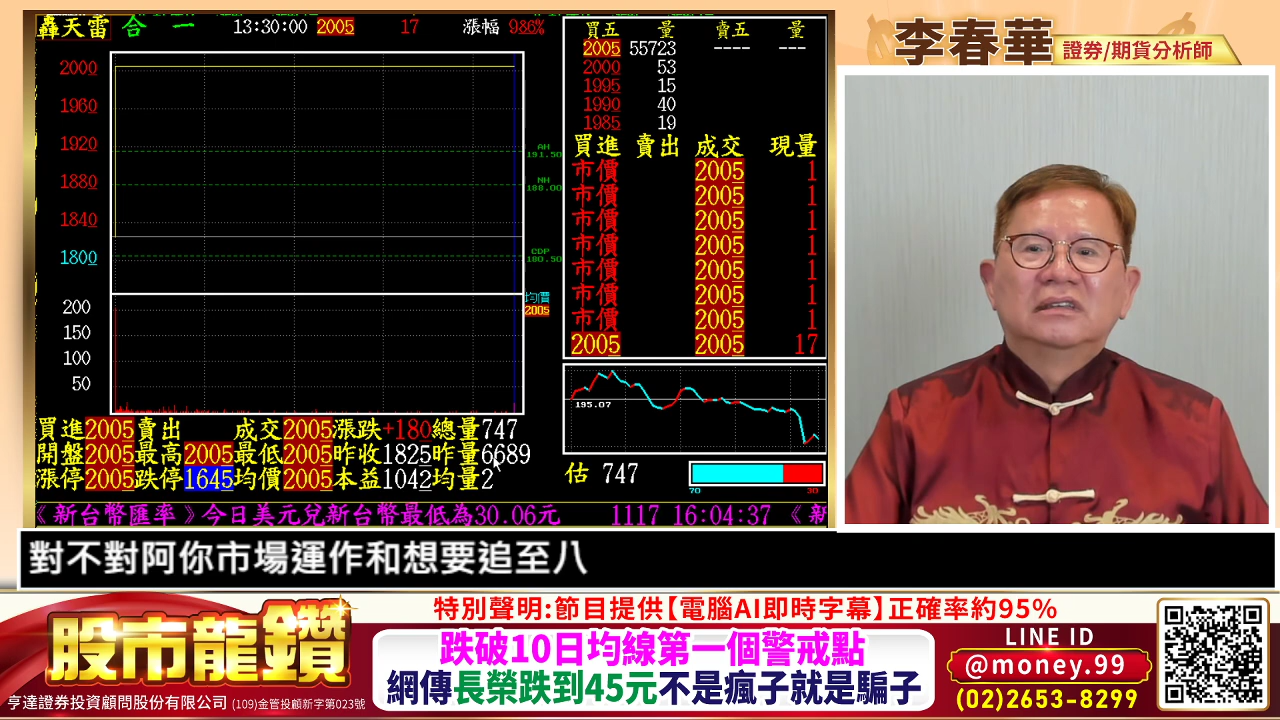 轟天雷 合一 13:30:00 2005 17 漲幅 986%
2000
1960
1920
1880
1840
1800
200
150
100
50
AH
191.50
NH
188.00
CDP
180.50
均價
2005
買五 量 賣五 量
2005 55723 ---- ---
2000 53
1995 15
1990 40
1985 19
買進 賣出 成交 現量
市價 2005 1
市價 2005 1
市價 2005 1
市價 2005 1
市價 2005 1
市價 2005 1
市價 2005 1
2005 2005 17
195.07
估 747
70 30
買進2005賣出 成交2005漲跌+180總量747
開盤2005最高2005最低2005昨收1825昨量6689
漲停2005跌停1645均價2005本益1042均量2
《新台幣匯率》今日美元兌新台幣最低為30.06元 1117 16:04:37 《新
李春華 證券/期貨分析師
對不對阿你市場運作和想要追至八
特別聲明:節目提供【電腦AI即時字幕】正確率約95%
股市龍鑽
亨達證券投資顧問股份有限公司 (109)金管投顧新字第023號
跌破10日均線第一個警戒點
網傳長榮跌到45元不是瘋子就是騙子
LINE ID
@money.99
(02)2653-8299